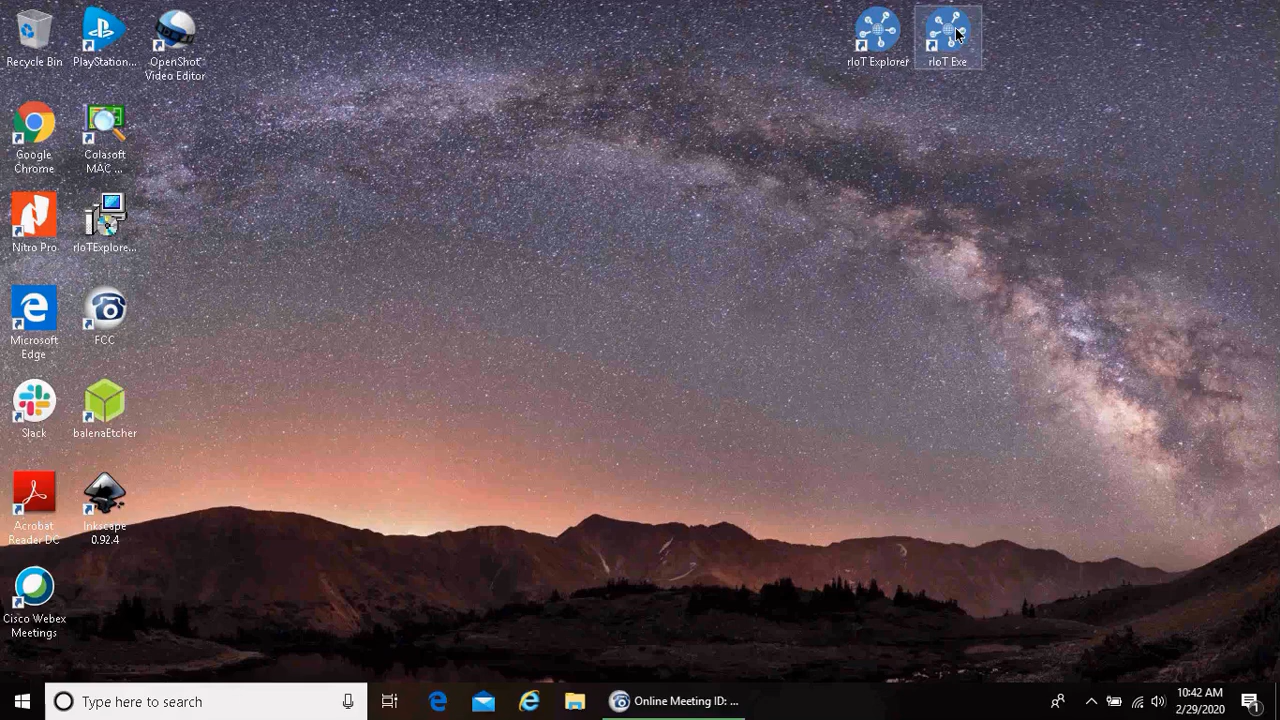 Recycle Bin
PlayStation...
OpenShot
Video Editor
rIoT Explorer
rIoT Exe
Google
Chrome
Colasoft
MAC ...
Nitro Pro
rIoTExplore...
Microsoft
Edge
FCC
Slack
balenaEtcher
Acrobat
Reader DC
Inkscape
0.92.4
Cisco Webex
Meetings
Type here to search
Online Meeting ID: ...
10:42 AM
2/29/2020
1